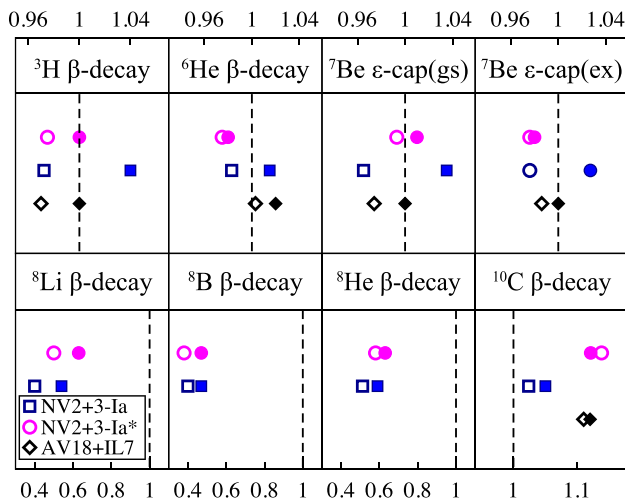 0.96 1 1.04 0.96 1 1.04 0.96 1 1.04 0.96 1 1.04
³H β-decay ⁶He β-decay ⁷Be ε-cap(gs) ⁷Be ε-cap(ex)
⁸Li β-decay ⁸B β-decay ⁸He β-decay ¹⁰C β-decay
NV2+3-Ia
NV2+3-Ia*
AV18+IL7
0.4 0.6 0.8 1 0.4 0.6 0.8 1 0.4 0.6 0.8 1 1 1.1